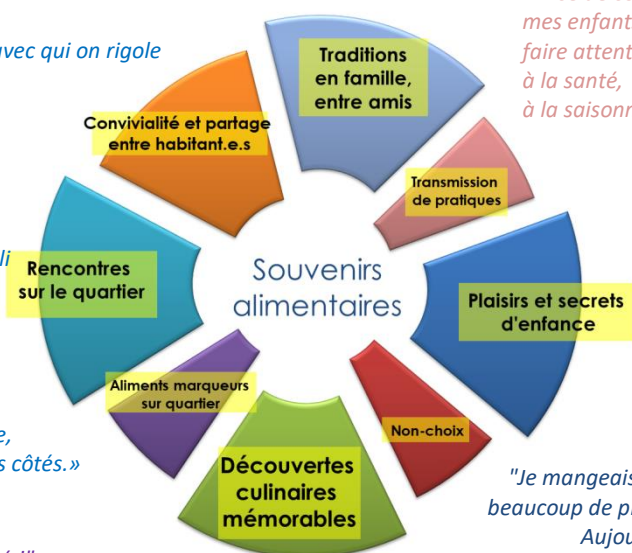 mes enfants
avec qui on rigole
faire attent
à la santé,
à la saisonn
Traditions
en famille,
entre amis
Convivialité et partage
entre habitant.e.s
Transmission
de pratiques
Rencontres
sur le quartier
Souvenirs
alimentaires
Plaisirs et secrets
d'enfance
Aliments marqueurs
sur quartier
Non-choix
Découvertes
culinaires
mémorables
s côtés.»
"Je mangeais
beaucoup de p
Aujou